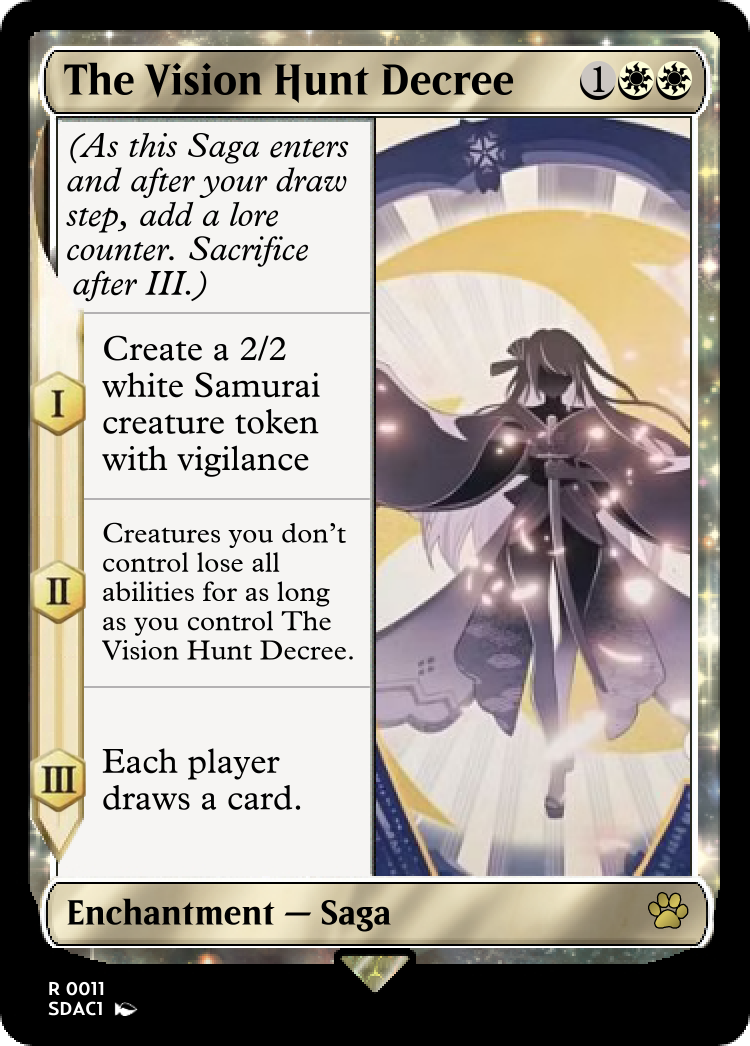 The Vision Hunt Decree 1
(As this Saga enters
and after your draw
step, add a lore
counter. Sacrifice
after III.)
I
Create a 2/2
white Samurai
creature token
with vigilance
II
Creatures you don't
control lose all
abilities for as long
as you control The
Vision Hunt Decree.
III
Each player
draws a card.
Enchantment — Saga
R 0011
SDAC1